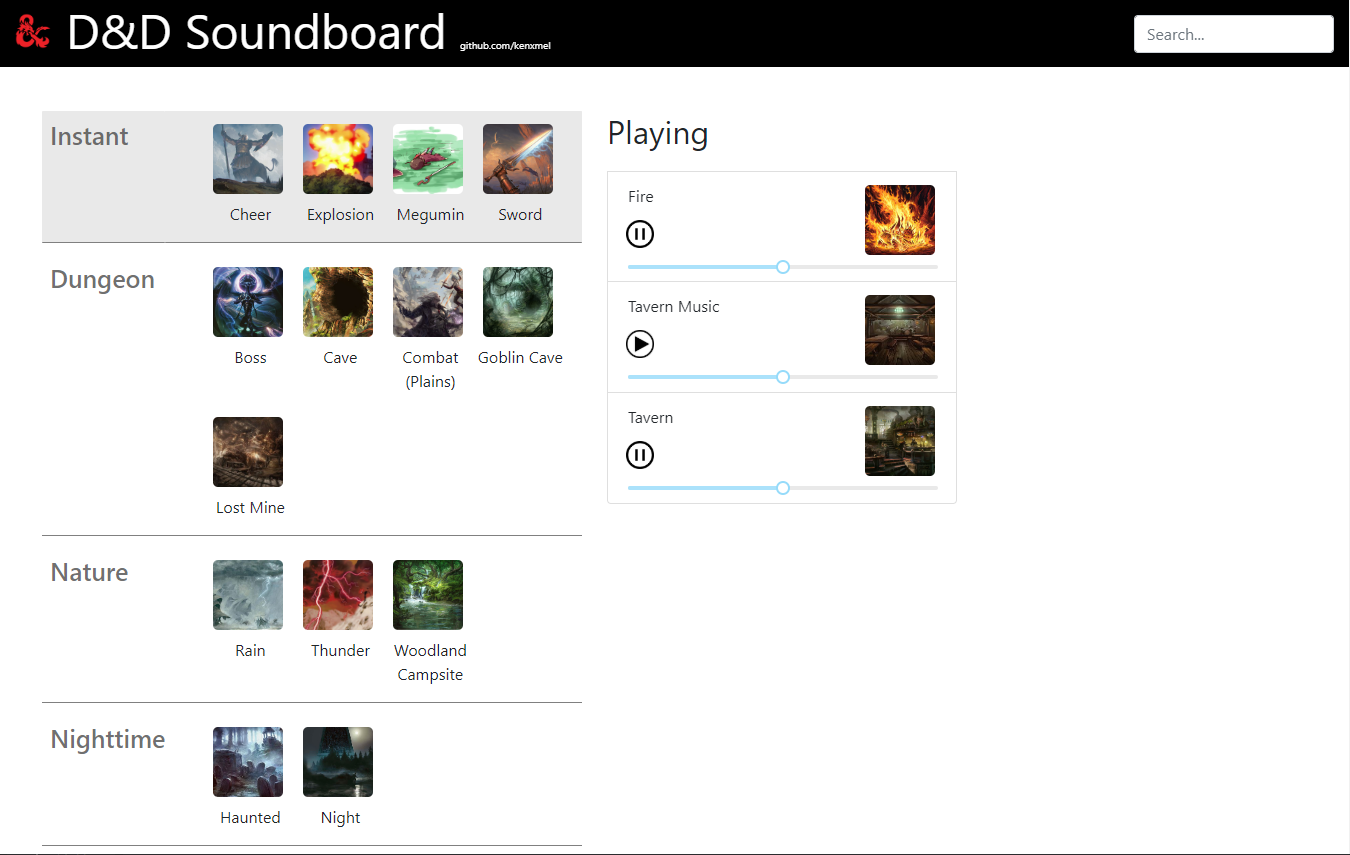 D&D Soundboard
github.com/kenxmel
Search...
Instant
Cheer
Explosion
Megumin
Sword
Dungeon
Boss
Cave
Combat
(Plains)
Goblin Cave
Lost Mine
Nature
Rain
Thunder
Woodland
Campsite
Nighttime
Haunted
Night
Playing
Fire
Tavern Music
Tavern